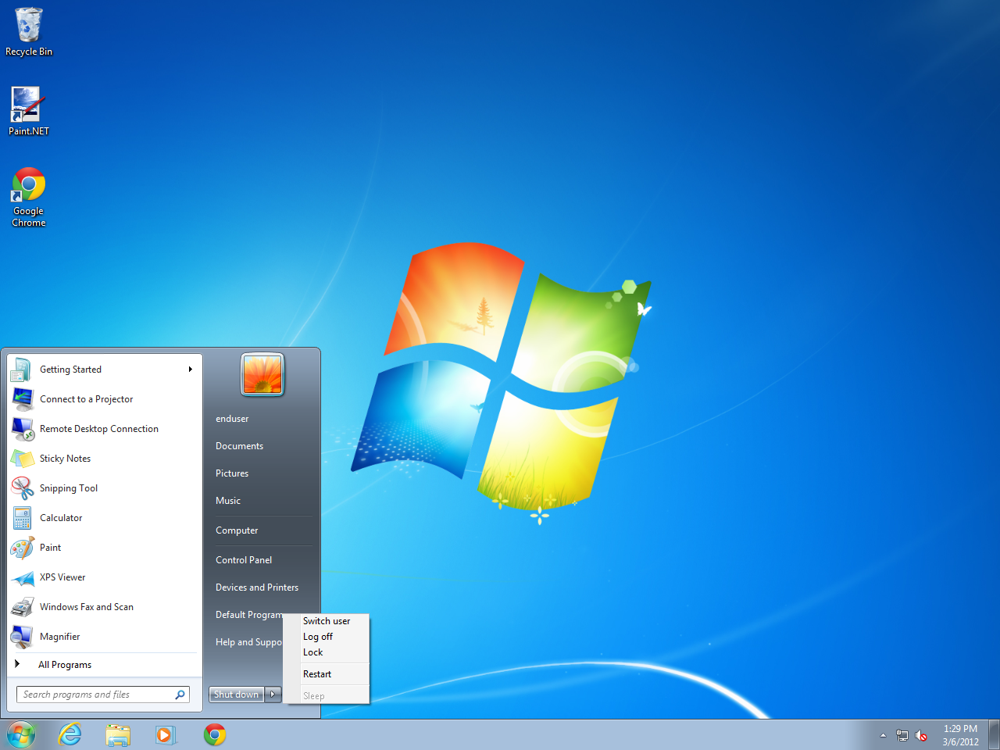 Recycle Bin
Paint.NET
Google
Chrome
Getting Started
Connect to a Projector
Remote Desktop Connection
Sticky Notes
Snipping Tool
Calculator
Paint
XPS Viewer
Windows Fax and Scan
Magnifier
All Programs
Search programs and files
enduser
Documents
Pictures
Music
Computer
Control Panel
Devices and Printers
Default Program
Help and Suppo
Shut down
Switch user
Log off
Lock
Restart
Sleep
1:29 PM
3/6/2012